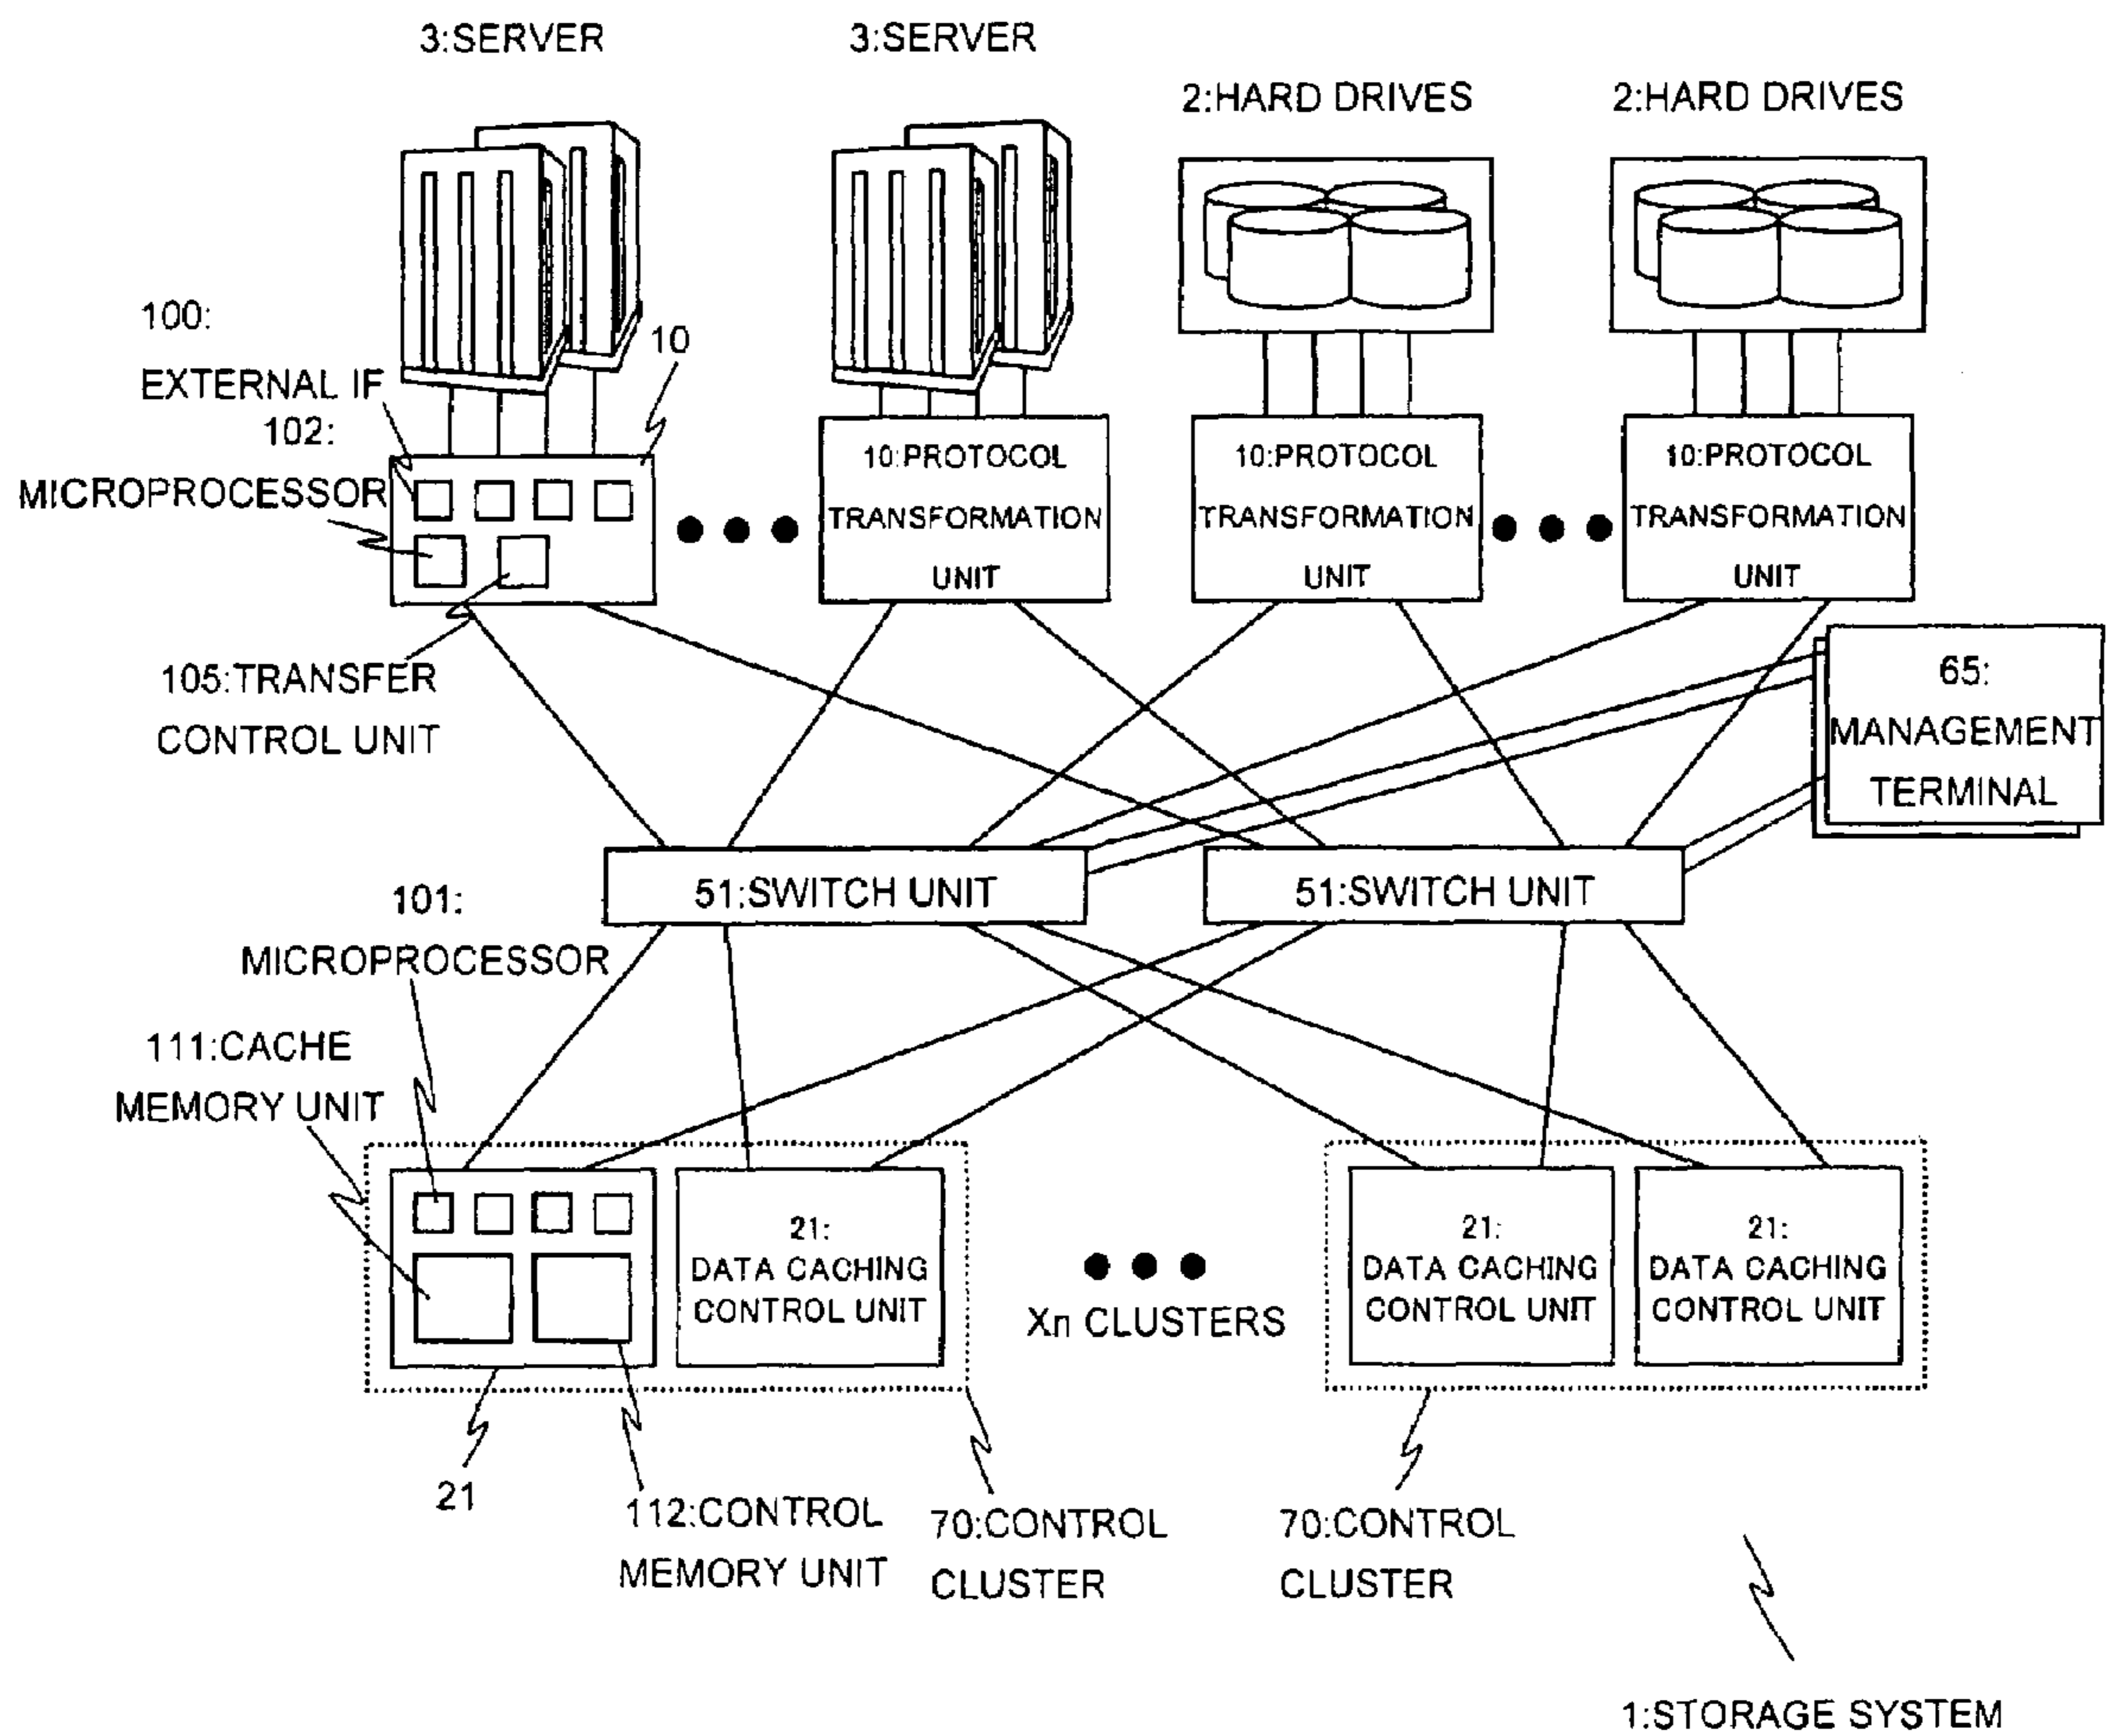 3:SERVER
3:SERVER
2:HARD DRIVES
2:HARD DRIVES
100:
EXTERNAL IF
10
102:
MICROPROCESSOR
10:PROTOCOL
TRANSFORMATION
UNIT
10:PROTOCOL
TRANSFORMATION
UNIT
10:PROTOCOL
TRANSFORMATION
UNIT
105:TRANSFER
CONTROL UNIT
65:
MANAGEMENT
TERMINAL
51:SWITCH UNIT
51:SWITCH UNIT
101:
MICROPROCESSOR
111:CACHE
MEMORY UNIT
21:
DATA CACHING
CONTROL UNIT
Xn CLUSTERS
21:
DATA CACHING
CONTROL UNIT
21:
DATA CACHING
CONTROL UNIT
21
112:CONTROL
MEMORY UNIT
70:CONTROL
CLUSTER
70:CONTROL
CLUSTER
1:STORAGE SYSTEM